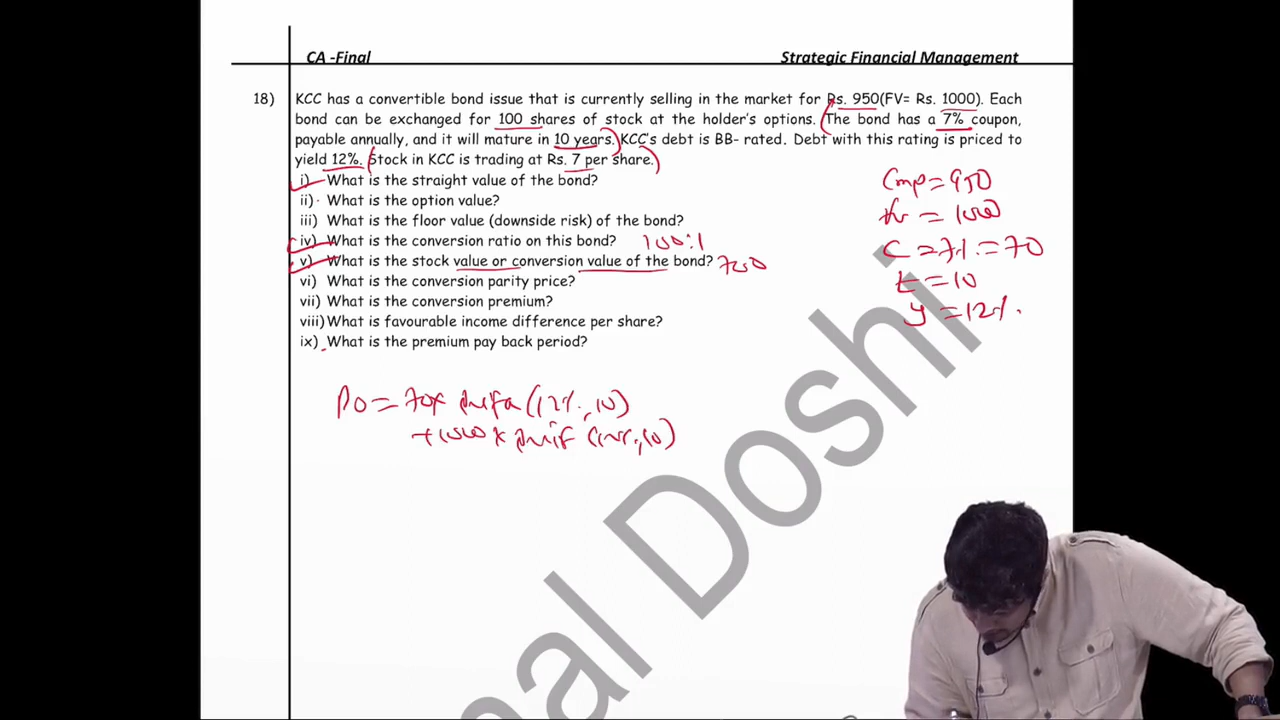 CA -Final
Strategic Financial Management
18) KCC has a convertible bond issue that is currently selling in the market for Rs. 950(FV= Rs. 1000). Each
bond can be exchanged for 100 shares of stock at the holder's options. The bond has a 7% coupon,
payable annually, and it will mature in 10 years. KCC's debt is BB- rated. Debt with this rating is priced to
yield 12%. Stock in KCC is trading at Rs. 7 per share.
i) What is the straight value of the bond?
ii) What is the option value?
iii) What is the floor value (downside risk) of the bond?
iv) What is the conversion ratio on this bond? 100:1
v) What is the stock value or conversion value of the bond? 700
vi) What is the conversion parity price?
vii) What is the conversion premium?
viii) What is favourable income difference per share?
ix) What is the premium pay back period?
Cmp = 950
fv = 1000
C = 7% = 70
t = 10
y = 12%.
P0 = 70x pvifa (12%, 10)
+1000 x pvif (12%, 10)
nal Doshi